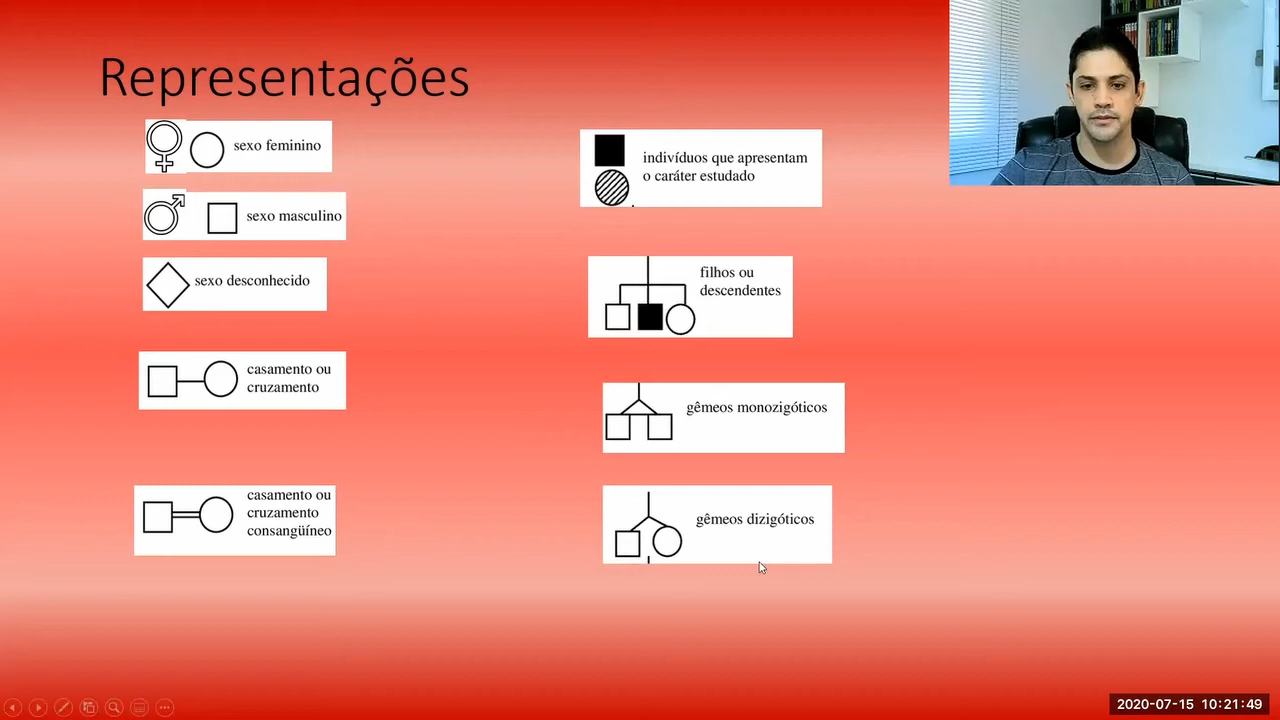 Representações
sexo feminino
sexo masculino
sexo desconhecido
casamento ou
cruzamento
casamento ou
cruzamento
consangüíneo
indivíduos que apresentam
o caráter estudado
filhos ou
descendentes
gêmeos monozigóticos
gêmeos dizigóticos
2020-07-15 10:21:49